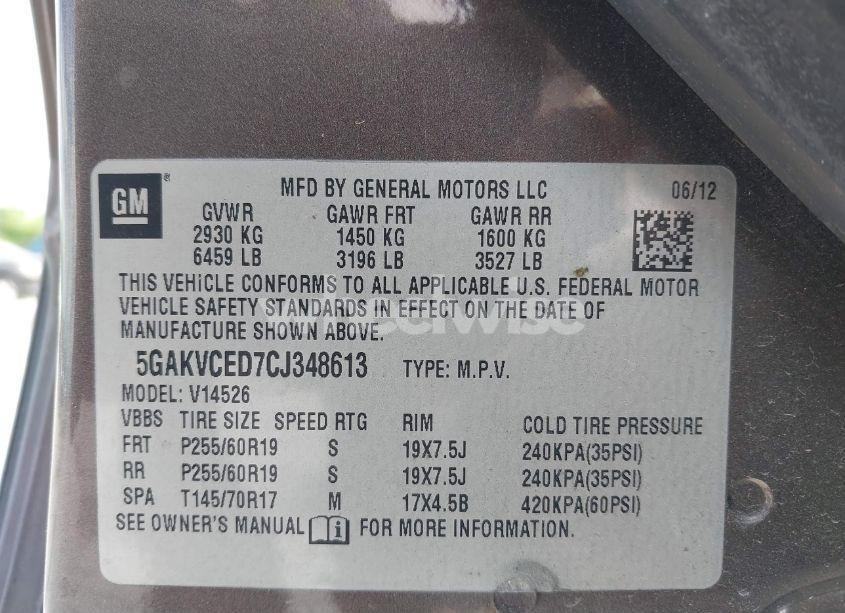 GM
MFD BY GENERAL MOTORS LLC 06/12
GVWR GAWR FRT GAWR RR
2930 KG 1450 KG 1600 KG
6459 LB 3196 LB 3527 LB
THIS VEHICLE CONFORMS TO ALL APPLICABLE U.S. FEDERAL MOTOR
VEHICLE SAFETY STANDARDS IN EFFECT ON THE DATE OF
MANUFACTURE SHOWN ABOVE.
5GAKVCED7CJ348613 TYPE: M.P.V.
MODEL: V14526
VBBS TIRE SIZE SPEED RTG RIM COLD TIRE PRESSURE
FRT P255/60R19 S 19X7.5J 240KPA(35PSI)
RR P255/60R19 S 19X7.5J 240KPA(35PSI)
SPA T145/70R17 M 17X4.5B 420KPA(60PSI)
SEE OWNER'S MANUAL i FOR MORE INFORMATION.